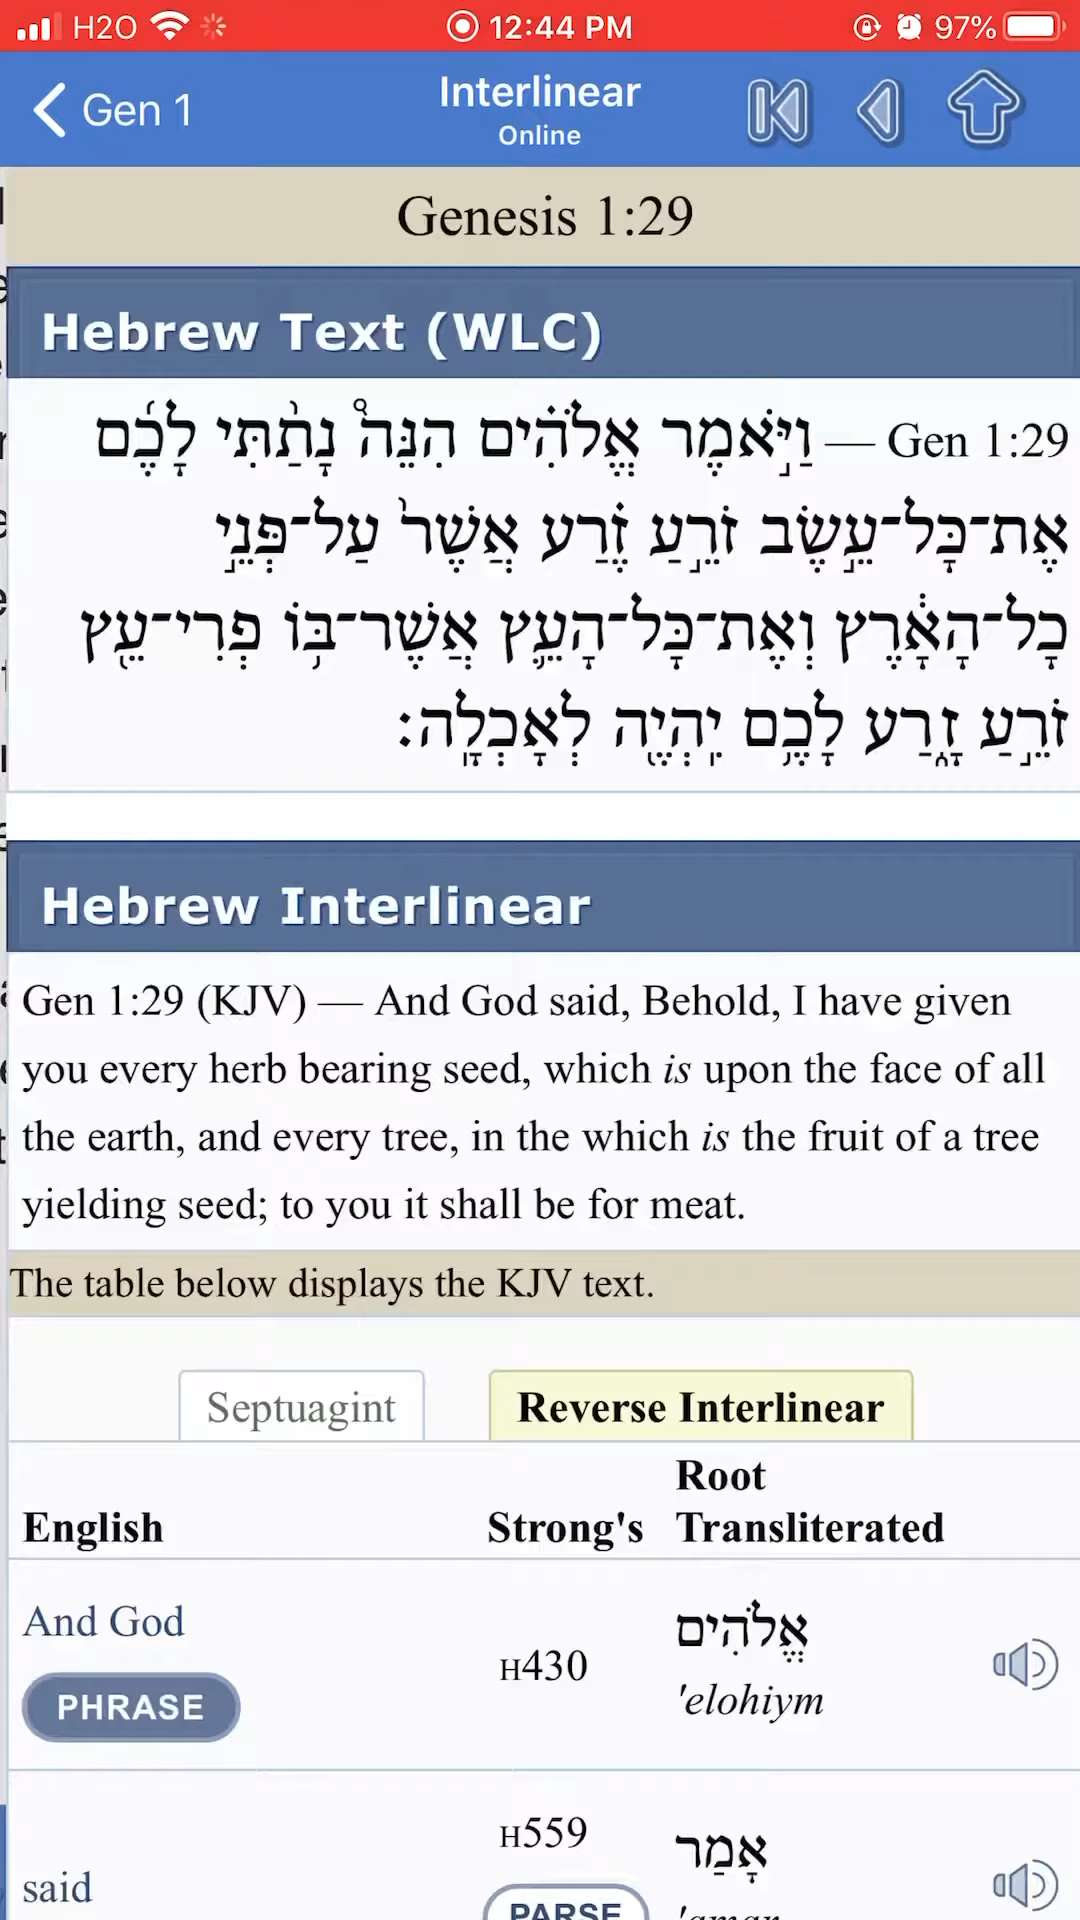 H2O 12:44 PM 97%
Gen 1 Interlinear
Online
Genesis 1:29
Hebrew Text (WLC)
Gen 1:29 — וַיֹּ֣אמֶר אֱלֹהִ֗ים הִנֵּה֩ נָתַ֨תִּי לָכֶ֜ם
אֶת־כָּל־עֵ֣שֶׂב זֹרֵ֣עַ זֶ֗רַע אֲשֶׁר֙ עַל־פְּנֵ֣י
כָל־הָאָ֔רֶץ וְאֶת־כָּל־הָעֵ֛ץ אֲשֶׁר־בּ֥וֹ פְרִי־עֵ֖ץ
זֹרֵ֣עַ זָ֑רַע לָכֶ֥ם יִֽהְיֶ֖ה לְאָכְלָֽה׃
Hebrew Interlinear
Gen 1:29 (KJV) — And God said, Behold, I have given
you every herb bearing seed, which is upon the face of all
the earth, and every tree, in the which is the fruit of a tree
yielding seed; to you it shall be for meat.
The table below displays the KJV text.
Septuagint Reverse Interlinear
English Strong's Root Transliterated
And God
PHRASE
H430
אֱלֹהִים
'elohiym
said
H559
PARSE
אָמַר
'amar